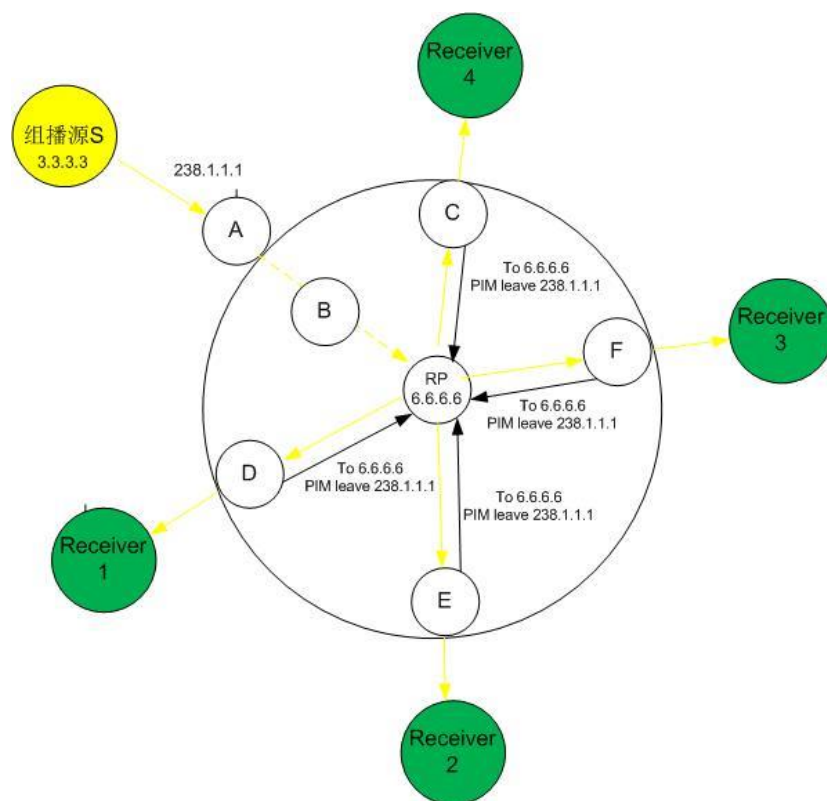 Receiver
4
组播源S
3.3.3.3
238.1.1.1
A
C
To 6.6.6.6
PIM leave 238.1.1.1
B
Receiver
3
F
RP
6.6.6.6
To 6.6.6.6
PIM leave 238.1.1.1
D
To 6.6.6.6
PIM leave 238.1.1.1
To 6.6.6.6
PIM leave 238.1.1.1
Receiver
1
E
Receiver
2